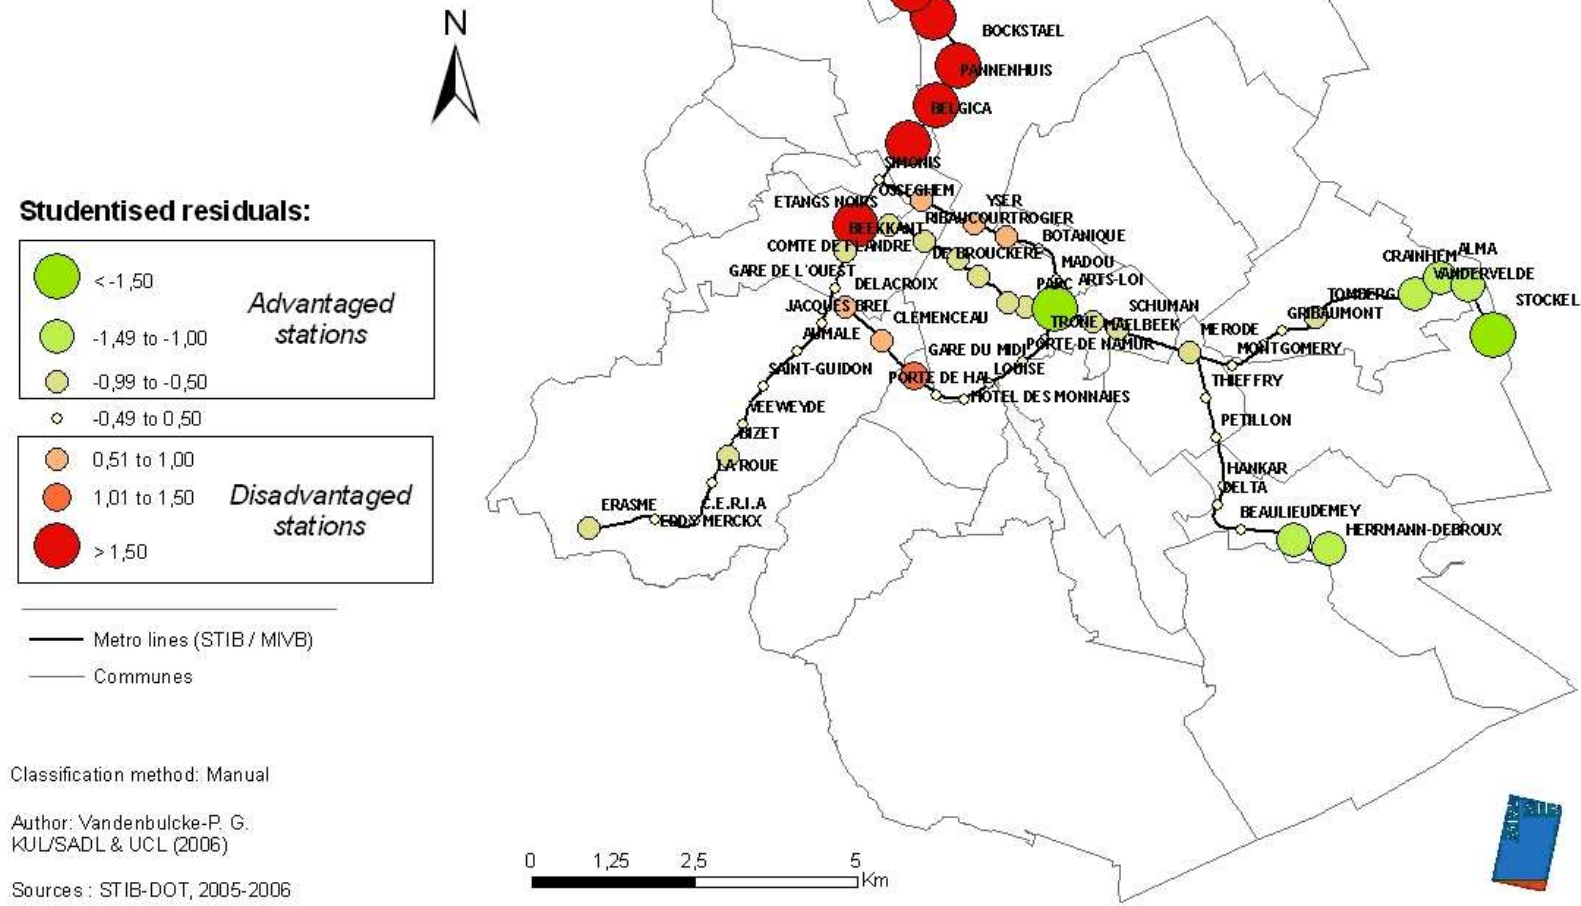 N
Studentised residuals:
< -1,50
-1,49 to -1,00
-0,99 to -0,50
Advantaged
stations
-0,49 to 0,50
0,51 to 1,00
1,01 to 1,50
> 1,50
Disadvantaged
stations
Metro lines (STIB / MIVB)
Communes
Classification method: Manual
Author: Vandenbulcke-P. G.
KUL/SADL & UCL (2006)
Sources : STIB-DOT, 2005-2006
BOCKSTAEL
PANNENHUIS
BELGICA
SIMONIS
OSSEGHEM
ETANGS NOIRS
YSER
RIBAUCOURT
ROGIER
BEEKKANT
BOTANIQUE
COMTE DE FLANDRE
DE BROUCKERE
MADOU
GARE DE L'OUEST
DELACROIX
PARC
ARTS-LOI
JACQUES BREL
CLEMENCEAU
TRONE
MAELBEEK
SCHUMAN
AUMALE
GARE DU MIDI
PORTE DE NAMUR
MERODE
MONTGOMERY
SAINT-GUIDON
PORTE DE HAL
LOUISE
THIEFFRY
HOTEL DES MONNAIES
VEEWEYDE
BIZET
PETILLON
LA ROUE
HANKAR
DELTA
C.E.R.I.A
ERASME
EDDY MERCKX
BEAULIEU
DEMEY
HERRMANN-DEBROUX
CRAINHEM
ALMA
VANDERVELDE
TOMBERG
GRIBAUMONT
STOCKEL
0 1,25 2,5 5
Km